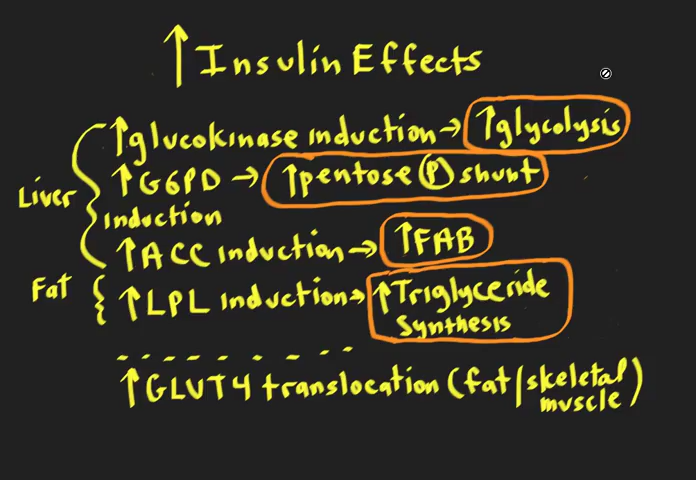 ↑ Insulin Effects
Liver
↑glucokinase induction → ↑glycolysis
↑G6PD → ↑pentose P shunt
induction
↑ACC induction → ↑FAB
Fat
↑LPL induction → ↑Triglyceride
Synthesis
↑GLUT4 translocation (fat/skeletal
muscle)